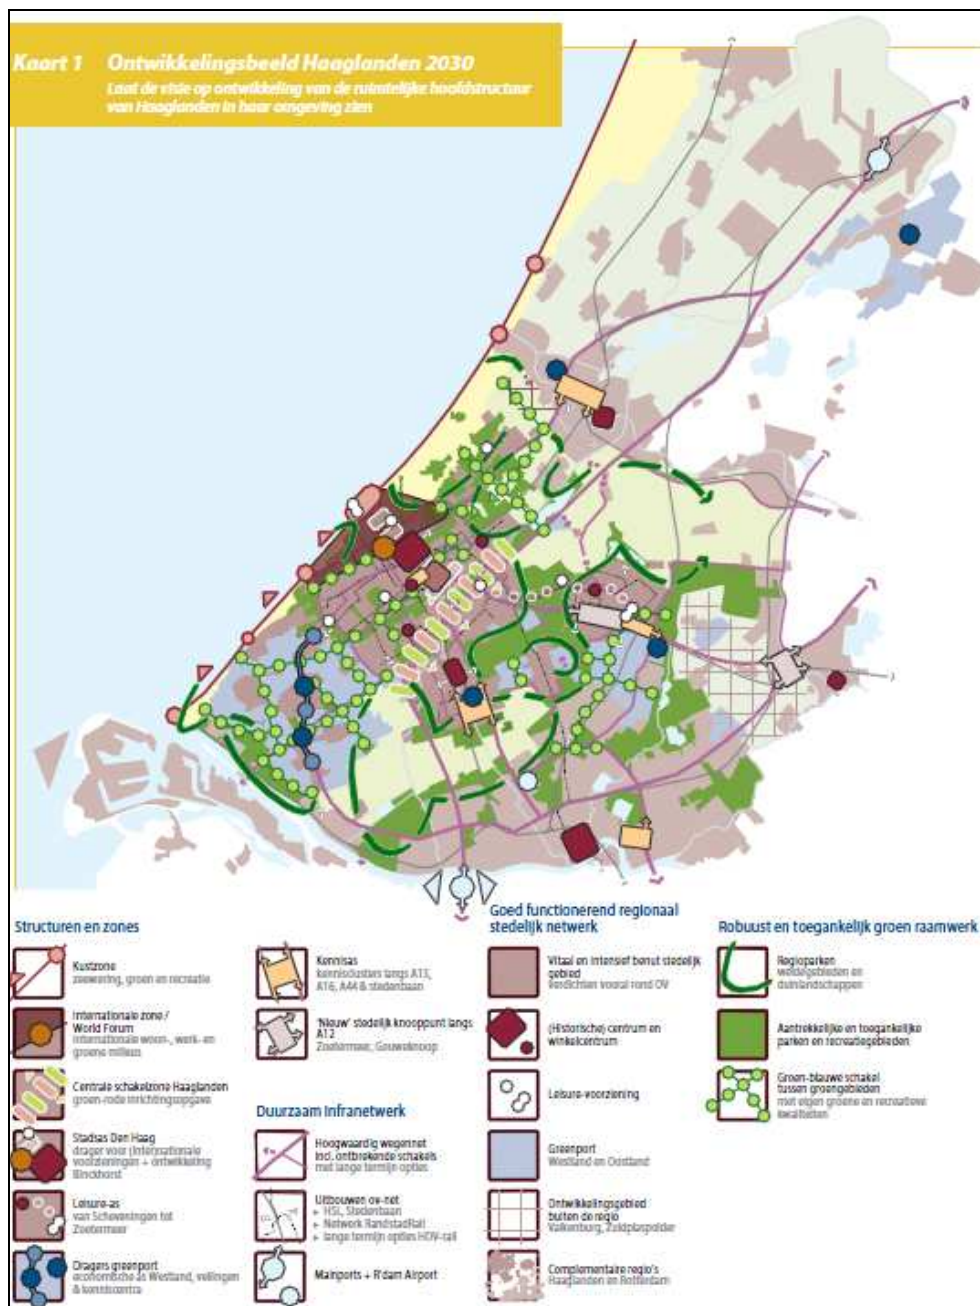 Kaart 1 Ontwikkelingsbeeld Haaglanden 2030
Laat de visie op ontwikkeling van de ruimtelijke hoofdstructuur
van Haaglanden in haar omgeving zien
Structuren en zones
Kustzone
zeewering, groen en recreatie
Internationale zone /
World Forum
Internationale woon-, werk- en
groene milieus
Centrale schakelzone Haaglanden
groen-rode inrichtingsopgave
Stadsas Den Haag
drager voor (internationale
voorzieningen + ontwikkeling
Binckhorst
Leisure-as
van Scheveningen tot
Zoetermeer
Dragers greenport
economische as Westland, veilingen
& kenniscentra
Kennisas
kennisclusters langs A13,
A16, A44 & stedenbaan
'Nieuw' stedelijk knooppunt langs
A12
Zoetermeer, Gouweknoop
Duurzaam Infranetwerk
Hoogwaardig wegennet
incl. ontbrekende schakels
met lange termijn opties
Uitbouwen ov-net
▸ HSL, Stedenbaan
▸ Network RandstadRail
▸ lange termijn opties HOV-rail
Mainports + R'dam Airport
Goed functionerend regionaal
stedelijk netwerk
Vitaal en intensief benut stedelijk
gebied
verdichten vooral rond OV
(Historische) centrum en
winkelcentrum
Leisure-voorziening
Greenport
Westland en Oostland
Ontwikkelingsgebied
buiten de regio
Valkenburg, Zuidplaspolder
Complementaire regio's
Haaglanden en Rotterdam
Robuust en toegankelijk groen raamwerk
Regioparken
weidegebieden en
duinlandschappen
Aantrekkelijke en toegankelijke
parken en recreatiegebieden
Groen-blauwe schakel
tussen groengebieden
met eigen groene en recreatieve
kwaliteiten